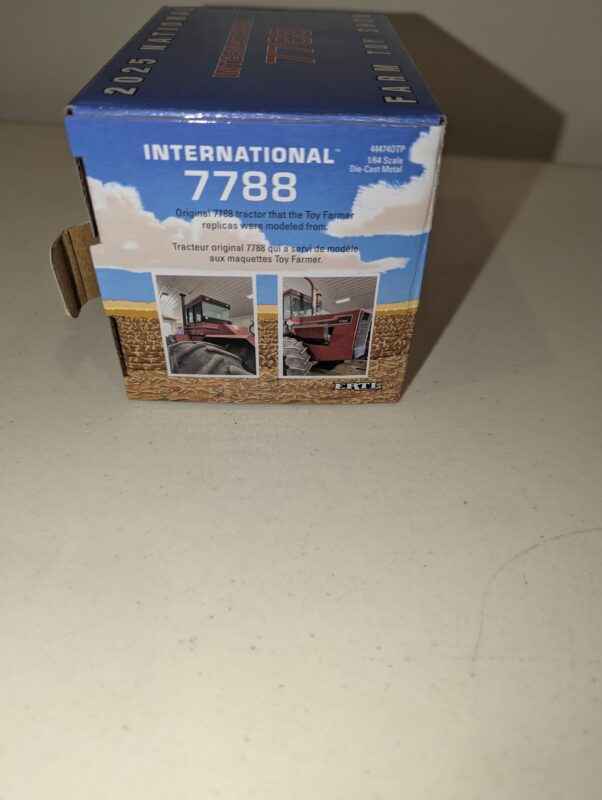 2025 NATIONAL
INTERNATIONAL
7788
FARM TOY SHOW
INTERNATIONAL™
7788
44474OTP
1:64 Scale
Die-Cast Metal
Original 7788 tractor that the Toy Farmer
replicas were modeled from.
Tracteur original 7788 qui a servi de modèle
aux maquettes Toy Farmer.
ERTL